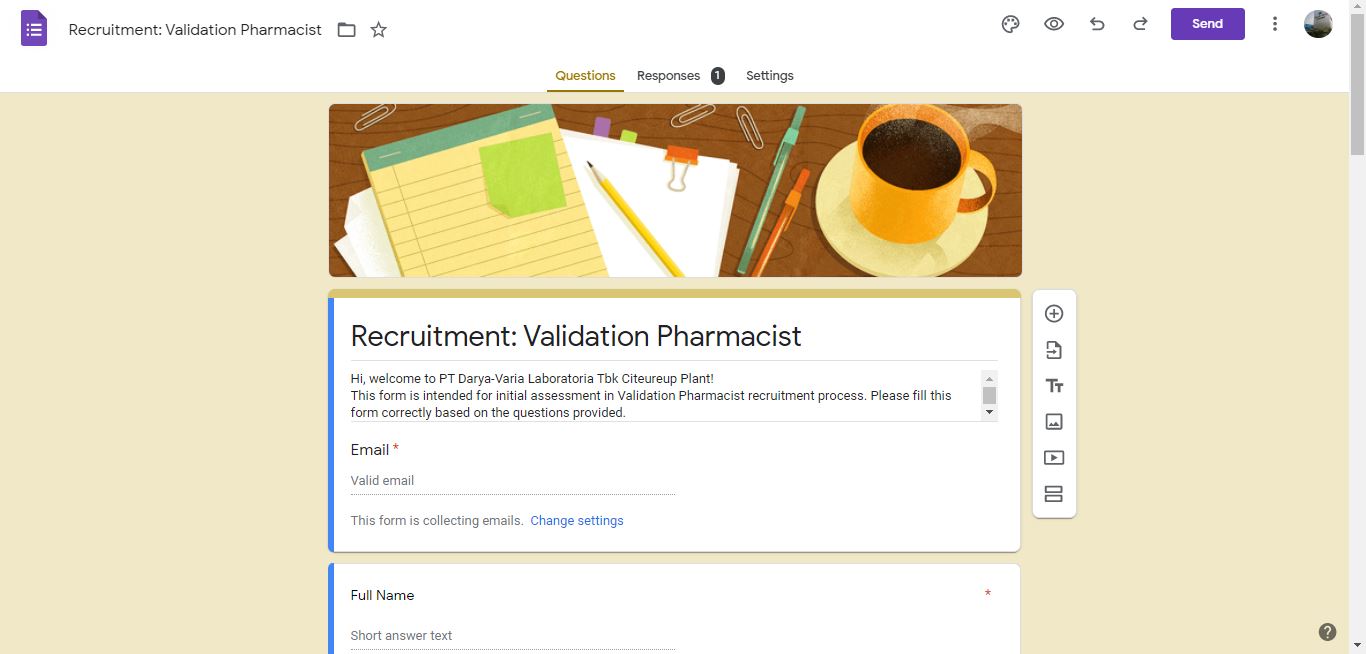 Recruitment: Validation Pharmacist
Send
Questions
Responses 1
Settings
Recruitment: Validation Pharmacist
Hi, welcome to PT Darya-Varia Laboratoria Tbk Citeureup Plant!
This form is intended for initial assessment in Validation Pharmacist recruitment process. Please fill this
form correctly based on the questions provided.
Email *
Valid email
This form is collecting emails. Change settings
Full Name *
Short answer text